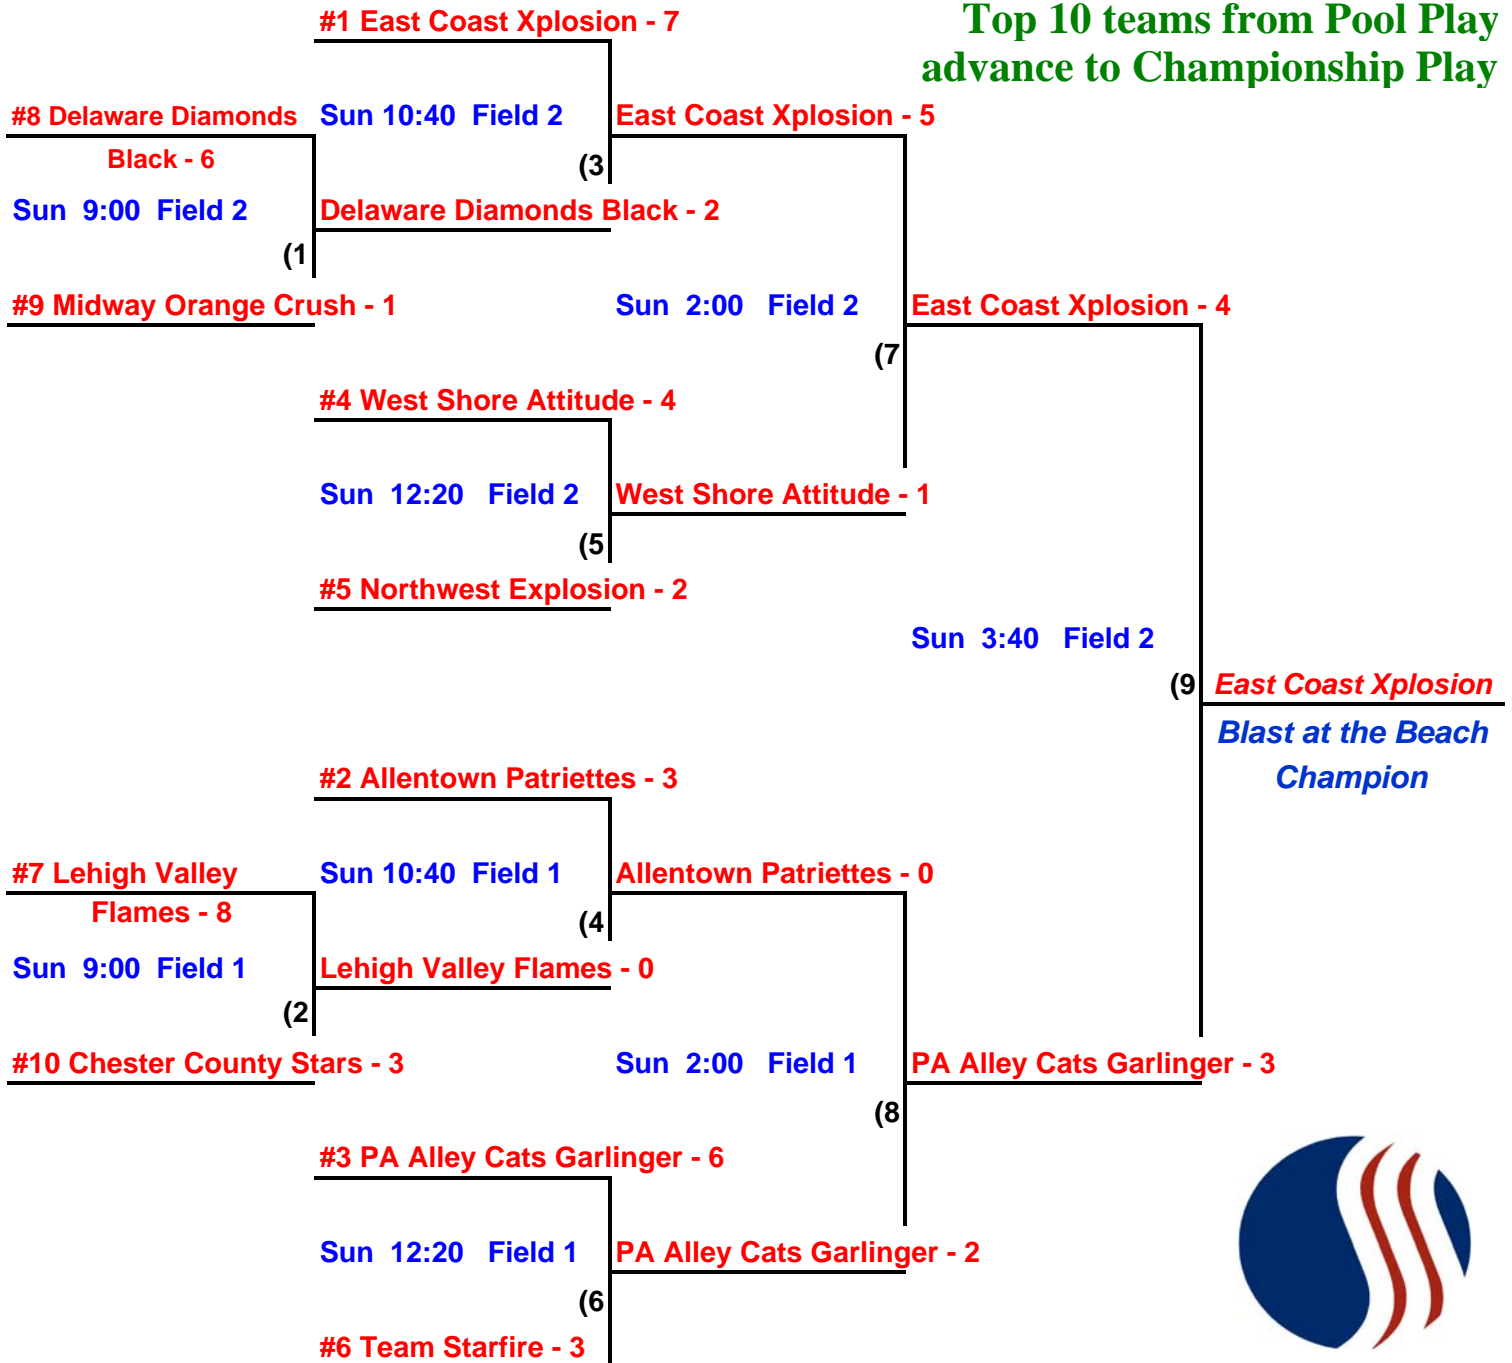 #1 East Coast Xplosion - 7
Top 10 teams from Pool Play
advance to Championship Play
#8 Delaware Diamonds
Black - 6
Sun 10:40 Field 2
East Coast Xplosion - 5
(3
Sun 9:00 Field 2
Delaware Diamonds Black - 2
(1
#9 Midway Orange Crush - 1
Sun 2:00 Field 2
East Coast Xplosion - 4
(7
#4 West Shore Attitude - 4
Sun 12:20 Field 2
West Shore Attitude - 1
(5
#5 Northwest Explosion - 2
Sun 3:40 Field 2
(9
East Coast Xplosion
Blast at the Beach
Champion
#2 Allentown Patriettes - 3
#7 Lehigh Valley
Flames - 8
Sun 10:40 Field 1
Allentown Patriettes - 0
(4
Sun 9:00 Field 1
Lehigh Valley Flames - 0
(2
#10 Chester County Stars - 3
Sun 2:00 Field 1
PA Alley Cats Garlinger - 3
(8
#3 PA Alley Cats Garlinger - 6
Sun 12:20 Field 1
PA Alley Cats Garlinger - 2
(6
#6 Team Starfire - 3